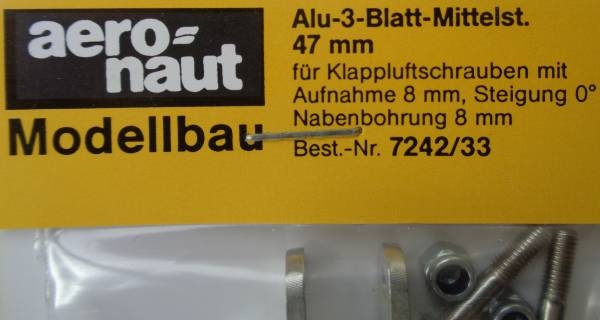 aero-
naut
Modellbau
Alu-3-Blatt-Mittelst.
47 mm
für Klappluftschrauben mit
Aufnahme 8 mm, Steigung 0°
Nabenbohrung 8 mm
Best.-Nr. 7242/33